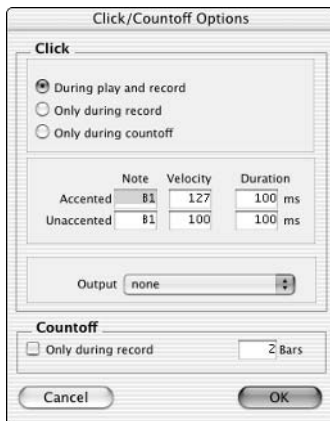 Click/Countoff Options
Click
During play and record
Only during record
Only during countoff
Note Velocity Duration
Accented B1 127 100 ms
Unaccented B1 100 100 ms
Output none
Countoff
Only during record 2 Bars
Cancel OK